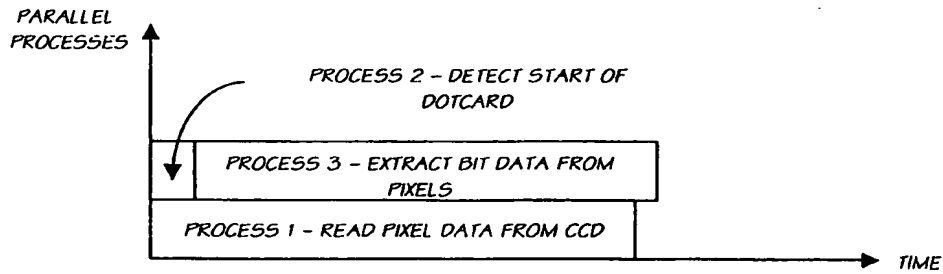 PARALLEL
PROCESSES
PROCESS 2 – DETECT START OF
DOTCARD
PROCESS 3 – EXTRACT BIT DATA FROM
PIXELS
PROCESS 1 – READ PIXEL DATA FROM CCD
TIME